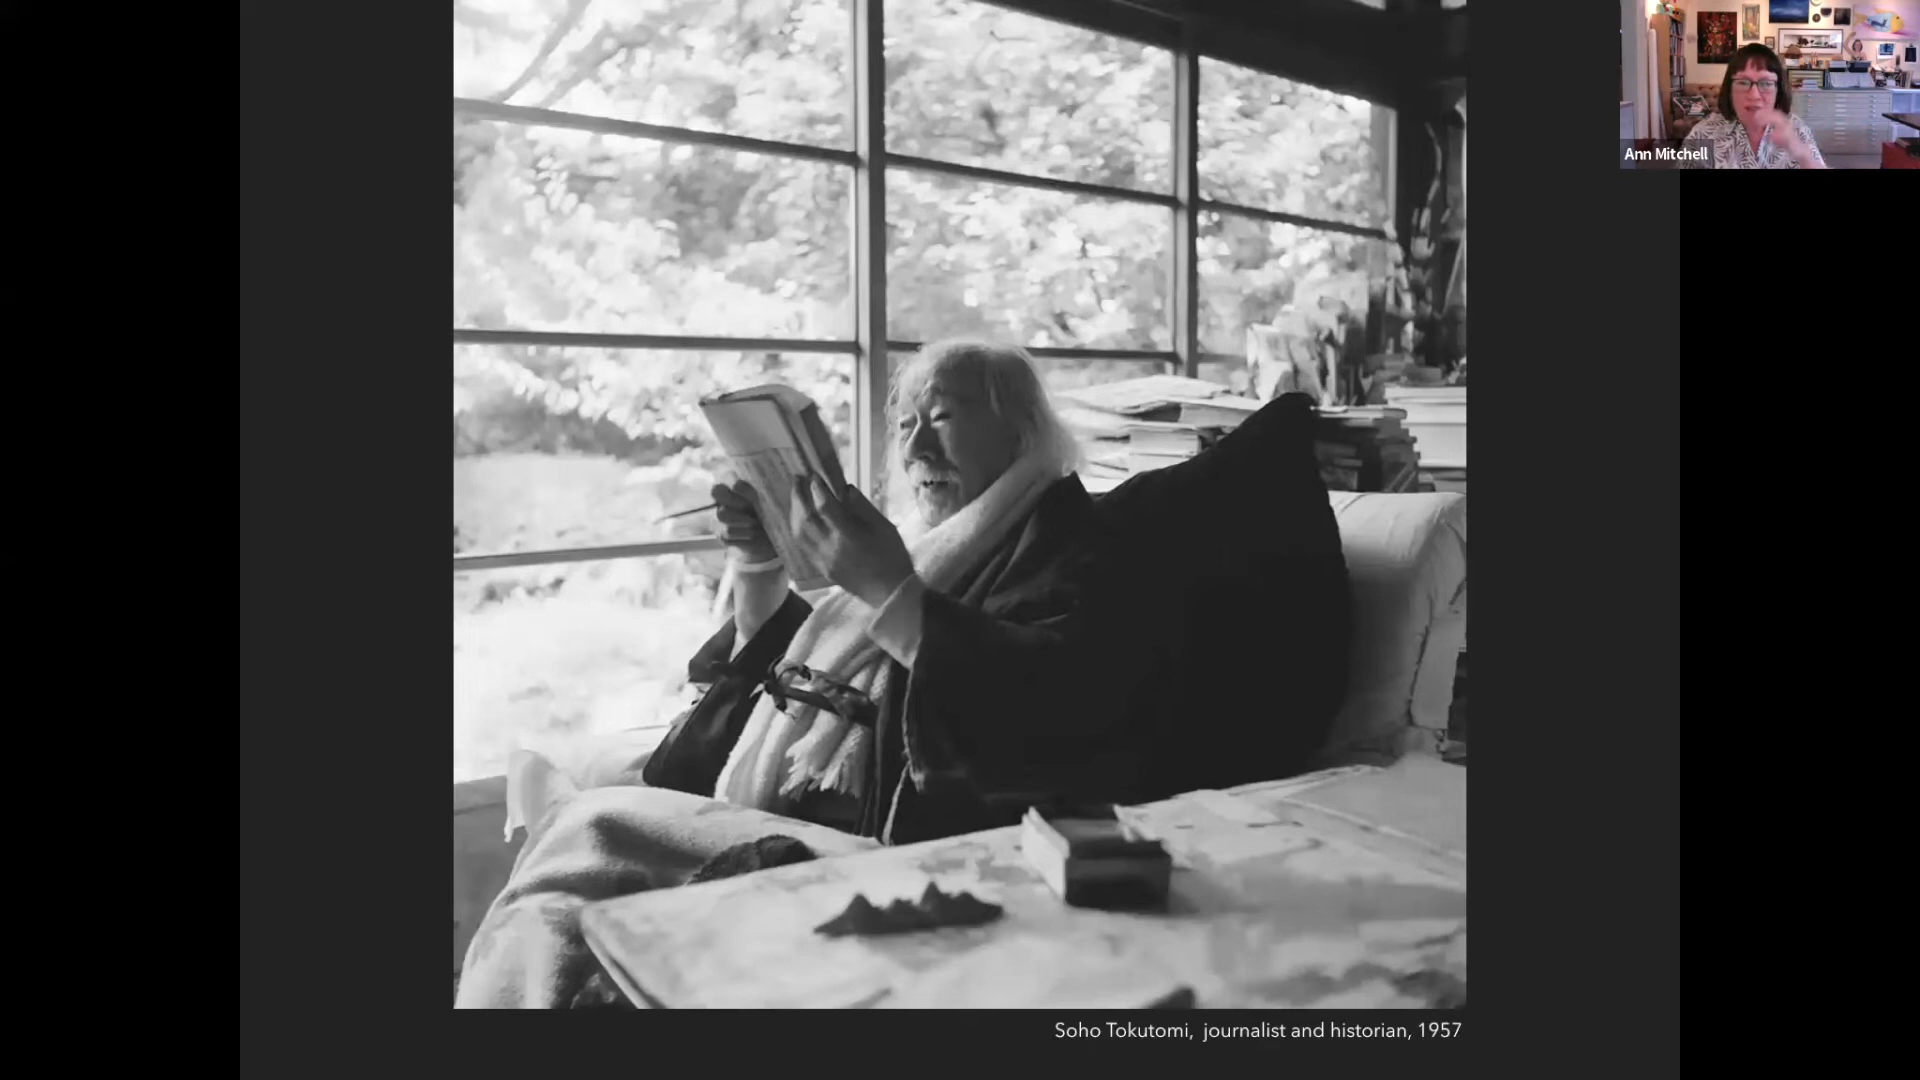 Ann Mitchell
Soho Tokutomi, journalist and historian, 1957